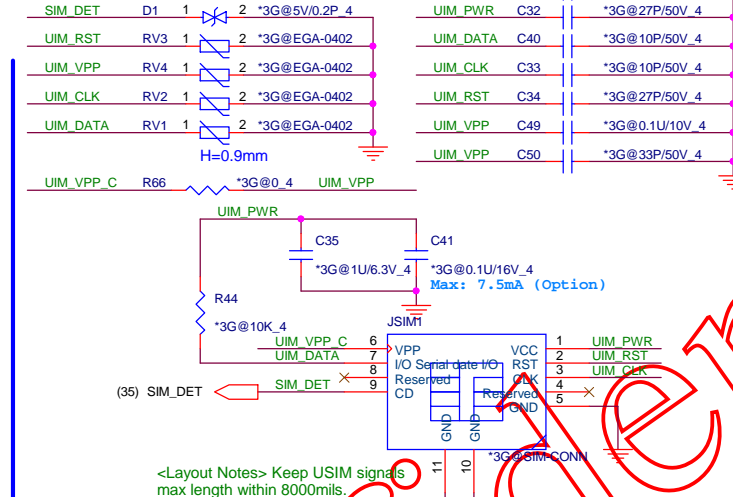 SIM_DET D1 1 2 *3G@5V/0.2P_4
UIM_RST RV3 1 2 *3G@EGA-0402
UIM_VPP RV4 1 2 *3G@EGA-0402
UIM_CLK RV2 1 2 *3G@EGA-0402
UIM_DATA RV1 1 2 *3G@EGA-0402
H=0.9mm
UIM_PWR C32 *3G@27P/50V_4
UIM_DATA C40 *3G@10P/50V_4
UIM_CLK C33 *3G@10P/50V_4
UIM_RST C34 *3G@27P/50V_4
UIM_VPP C49 *3G@0.1U/10V_4
UIM_VPP C50 *3G@33P/50V_4
UIM_VPP_C R66 *3G@0_4 UIM_VPP
UIM_PWR
C35 C41
*3G@1U/6.3V_4 *3G@0.1U/16V_4
Max: 7.5mA (Option)
R44
*3G@10K_4
JSIM1
UIM_VPP_C 6 VPP VCC 1 UIM_PWR
UIM_DATA 7 I/O Serial date I/O RST 2 UIM_RST
8 Reserved CLK 3 UIM_CLK
(35) SIM_DET SIM_DET 9 CD Reserved 4
GND 5
GND GND
*3G@SIM-CONN
11 10
<Layout Notes> Keep USIM signals
max length within 8000mils.